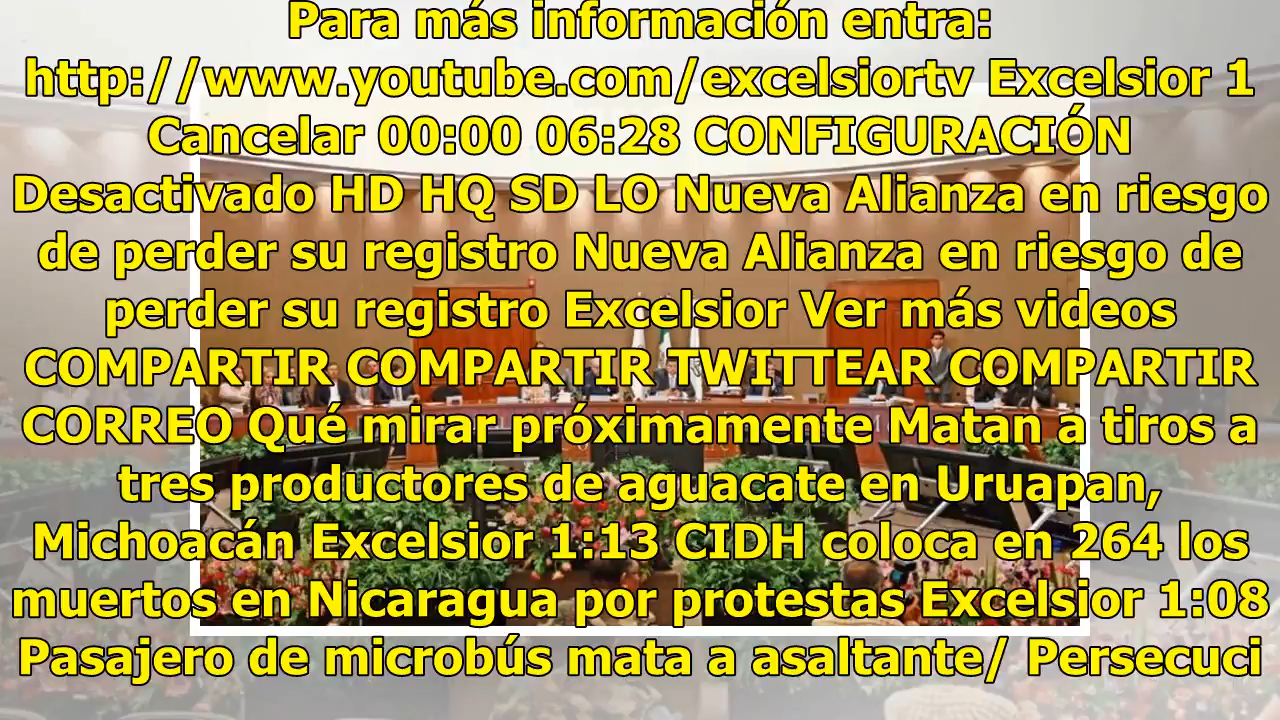 Para más información entra:
http://www.youtube.com/excelsiortv Excelsior 1
Cancelar 00:00 06:28 CONFIGURACIÓN
Desactivado HD HQ SD LO Nueva Alianza en riesgo
de perder su registro Nueva Alianza en riesgo de
perder su registro Excelsior Ver más videos
COMPARTIR COMPARTIR TWITTEAR COMPARTIR
CORREO Qué mirar próximamente Matan a tiros a
tres productores de aguacate en Uruapan,
Michoacán Excelsior 1:13 CIDH coloca en 264 los
muertos en Nicaragua por protestas Excelsior 1:08
Pasajero de microbús mata a asaltante/ Persecuci